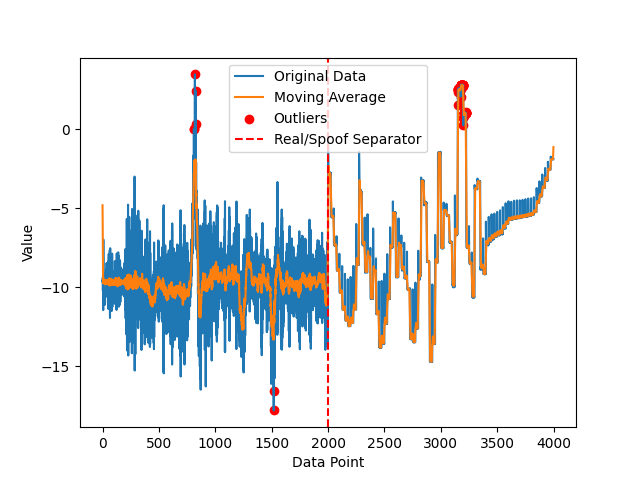 Original Data
Moving Average
Outliers
Real/Spoof Separator
0
−5
−10
−15
Value
0
500
1000
1500
2000
2500
3000
3500
4000
Data Point